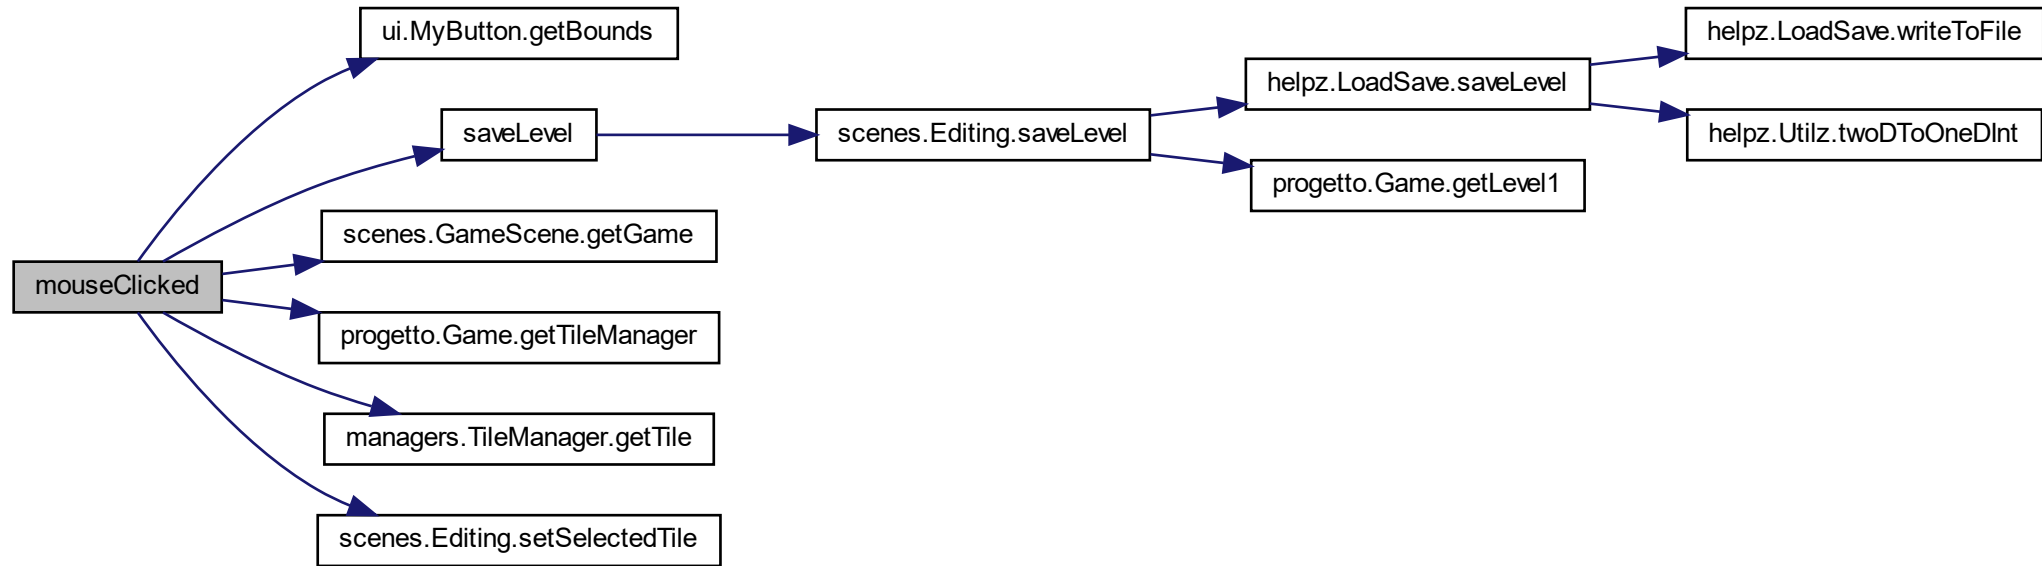 ui.MyButton.getBounds
helpz.LoadSave.writeToFile
helpz.LoadSave.saveLevel
saveLevel
scenes.Editing.saveLevel
helpz.Utilz.twoDToOneDInt
progetto.Game.getLevel1
scenes.GameScene.getGame
mouseClicked
progetto.Game.getTileManager
managers.TileManager.getTile
scenes.Editing.setSelectedTile